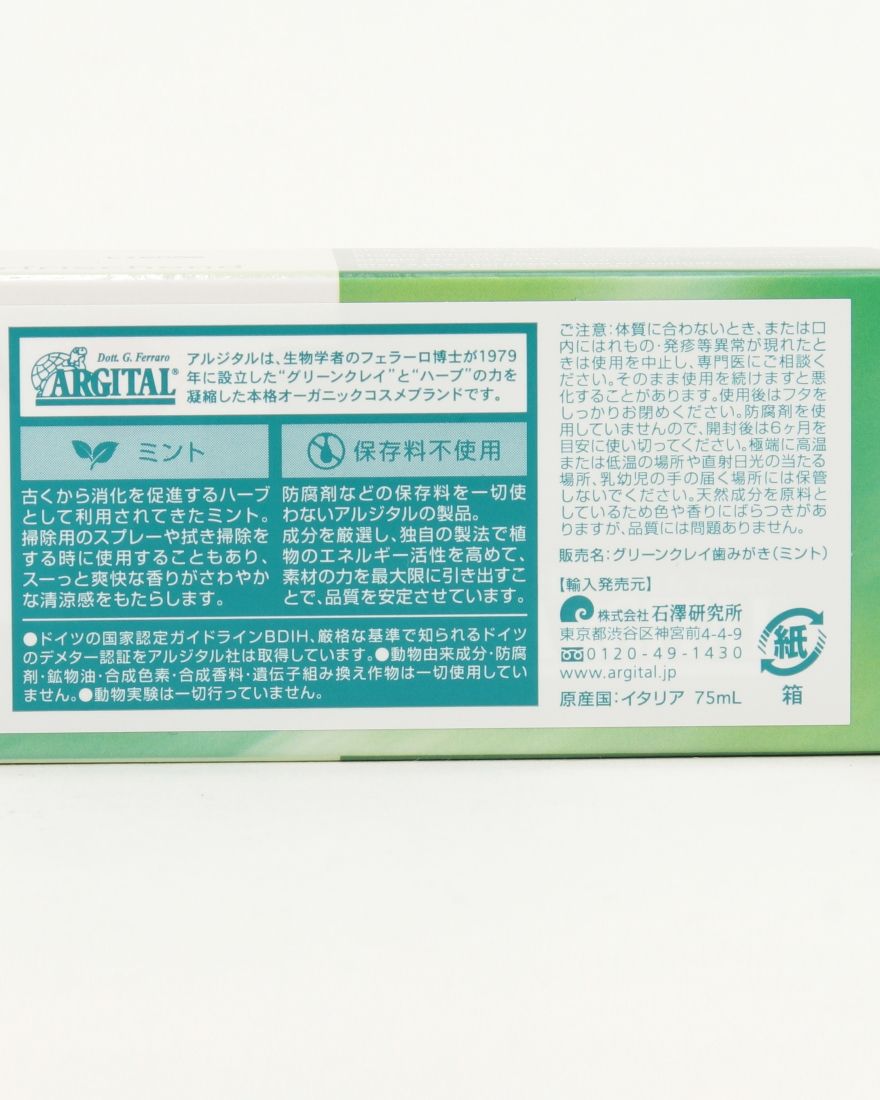 Dott. G. Ferraro
ARGITAL®
アルジタルは、生物学者のフェラーロ博士が1979
年に設立した“グリーンクレイ”と“ハーブ”の力を
凝縮した本格オーガニックコスメブランドです。
ミント
古くから消化を促進するハーブ
として利用されてきたミント。
掃除用のスプレーや拭き掃除を
する時に使用することもあり、
スーっと爽快な香りがさわやか
な清涼感をもたらします。
保存料不使用
防腐剤などの保存料を一切使
わないアルジタルの製品。
成分を厳選し、独自の製法で植
物のエネルギー活性を高めて、
素材の力を最大限に引き出すこ
とで、品質を安定させています。
●ドイツの国家認定ガイドラインBDIH、厳格な基準で知られるドイツ
のデメター認証をアルジタル社は取得しています。●動物由来成分・防腐
剤・鉱物油・合成色素・合成香料・遺伝子組み換え作物は一切使用してい
ません。●動物実験は一切行っていません。
ご注意：体質に合わないとき、または口
内にはれもの・発疹等異常が現れたと
きは使用を中止し、専門医にご相談く
ださい。そのまま使用を続けますと悪
化することがあります。使用後はフタを
しっかりお閉めください。防腐剤を使
用していませんので、開封後は6ヶ月を
目安に使い切ってください。極端に高温
または低温の場所や直射日光の当たる
場所、乳幼児の手の届く場所には保管
しないでください。天然成分を原料と
しているため色や香りにばらつきがあ
りますが、品質には問題ありません。
販売名：グリーンクレイ歯みがき（ミント）
【輸入発売元】
株式会社 石澤研究所
東京都渋谷区神宮前4-4-9
0120-49-1430
www.argital.jp
原産国：イタリア 75mL
紙
箱